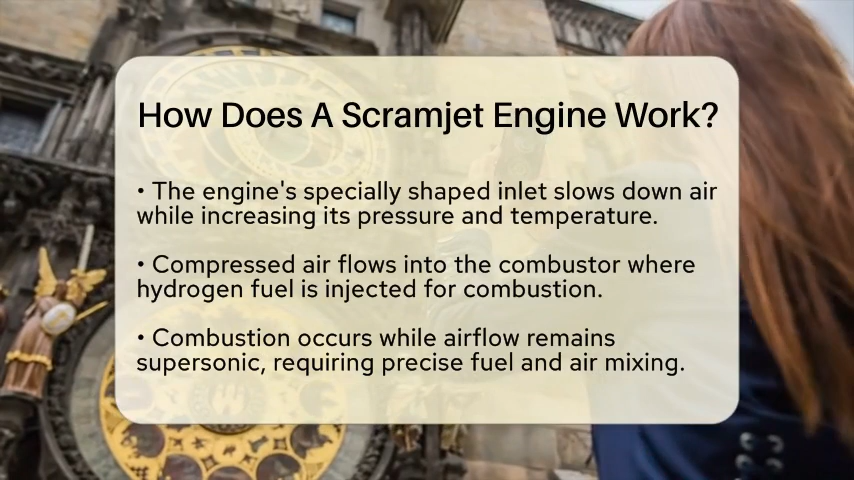 How Does A Scramjet Engine Work?
• The engine's specially shaped inlet slows down air
while increasing its pressure and temperature.
• Compressed air flows into the combustor where
hydrogen fuel is injected for combustion.
• Combustion occurs while airflow remains
supersonic, requiring precise fuel and air mixing.